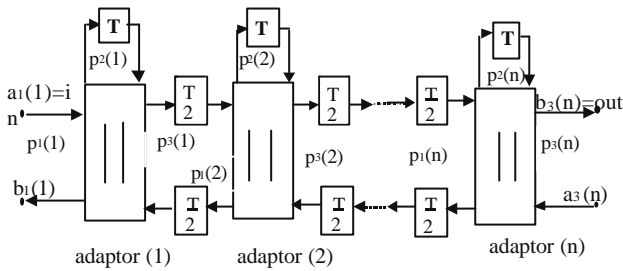 T
p2(1)
T
p2(2)
T
p2(n)
a1(1)=i
n
p1(1)
T
2
p3(1)
T
2
p3(2)
T
2
p1(n)
b3(n)=out
p3(n)
p1(2)
b1(1)
T
2
T
2
T
2
a3(n)
adaptor (1)
adaptor (2)
adaptor (n)